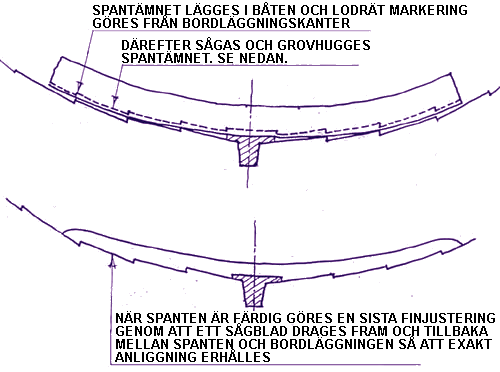 SPANTÄMNET LÄGGES I BÅTEN OCH LODRÄT MARKERING
GÖRES FRÅN BORDLÄGGNINGSKANTER
DÄREFTER SÅGAS OCH GROVHUGGES
SPANTÄMNET. SE NEDAN.
NÄR SPANTEN ÄR FÄRDIG GÖRES EN SISTA FINJUSTERING
GENOM ATT ETT SÅGBLAD DRAGES FRAM OCH TILLBAKA
MELLAN SPANTEN OCH BORDLÄGGNINGEN SÅ ATT EXAKT
ANLIGGNING ERHÅLLES